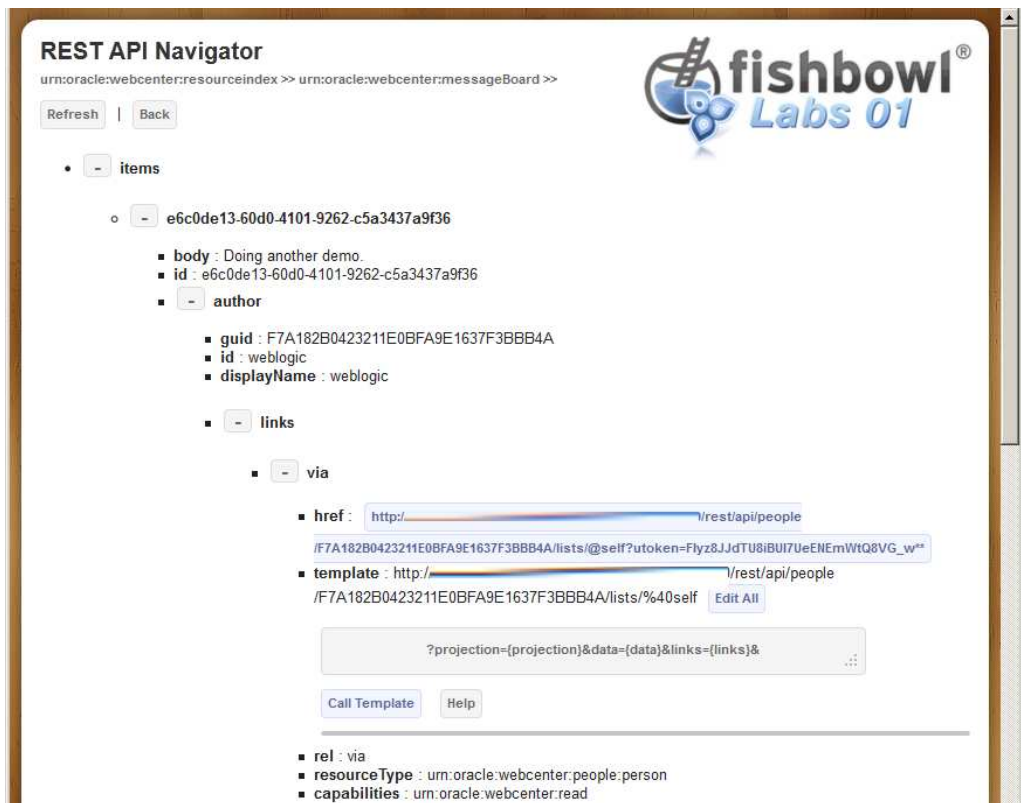 REST API Navigator
urn:oracle:webcenter:resourceindex >> urn:oracle:webcenter:messageBoard >>
fishbowl®
Labs 01
Refresh | Back
- items
- e6c0de13-60d0-4101-9262-c5a3437a9f36
body : Doing another demo.
id : e6c0de13-60d0-4101-9262-c5a3437a9f36
- author
guid : F7A182B0423211E0BFA9E1637F3BBB4A
id : weblogic
displayName : weblogic
- links
- via
href : http:/ /rest/api/people
/F7A182B0423211E0BFA9E1637F3BBB4A/lists/@self?utoken=FIyz8JJdTU8iBUI7UeENEmWtQ8VG_w**
template : http:/ /rest/api/people
/F7A182B0423211E0BFA9E1637F3BBB4A/lists/%40self Edit All
?projection={projection}&data={data}&links={links}&
Call Template Help
rel : via
resourceType : urn:oracle:webcenter:people:person
capabilities : urn:oracle:webcenter:read